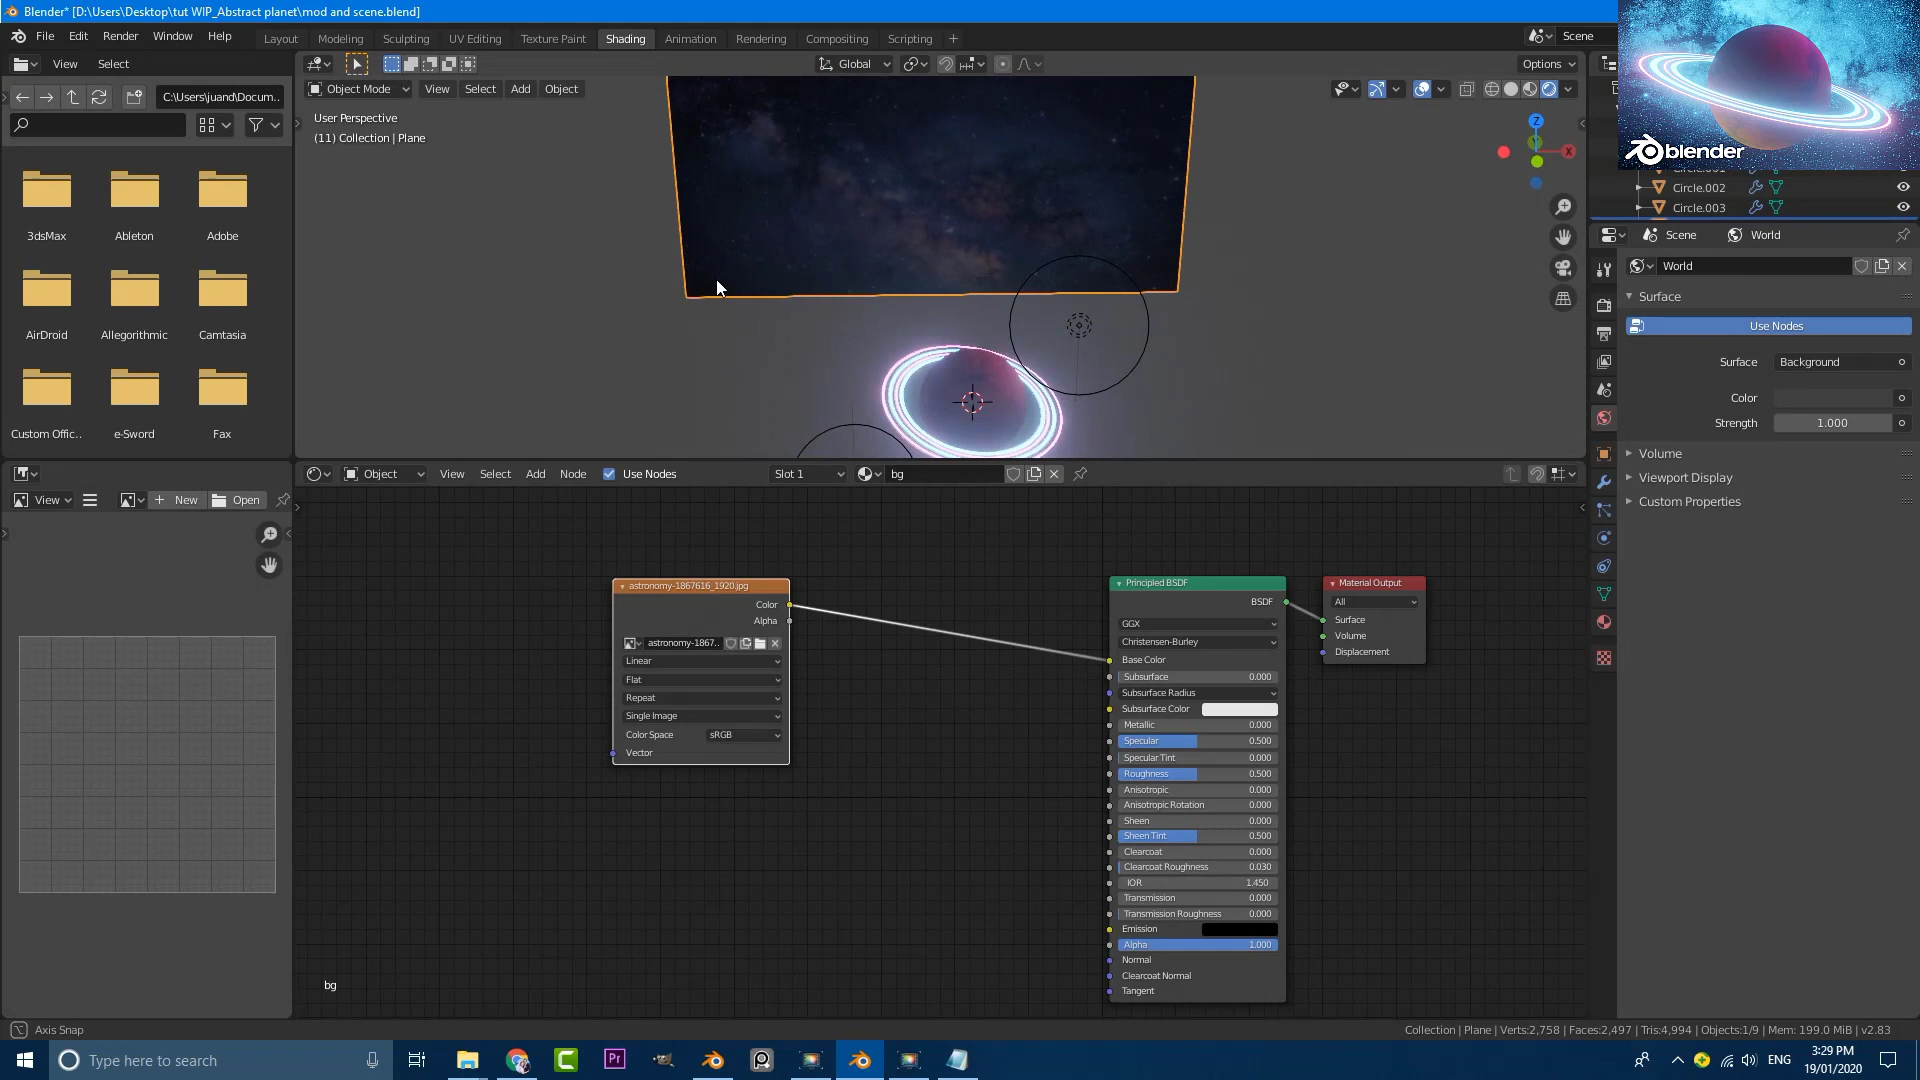 Blender* [D:\Users\Desktop\tut WIP_Abstract planet\mod and scene.blend]
File Edit Render Window Help
Layout Modeling Sculpting UV Editing Texture Paint Shading Animation Rendering Compositing Scripting +
Scene
View Select
Global
Options
C:\Users\juand\Docum..
Object Mode View Select Add Object
User Perspective
(11) Collection | Plane
Z
X
blender
Circle.001
Circle.002
Circle.003
3dsMax Ableton Adobe
AirDroid Allegorithmic Camtasia
Custom Offic.. e-Sword Fax
Scene World
World
Surface
Use Nodes
Surface Background
Color
Strength 1.000
Volume
Viewport Display
Custom Properties
Object View Select Add Node Use Nodes Slot 1 bg
View New Open
astronomy-1867616_1920.jpg
Color
Alpha
astronomy-1867..
Linear
Flat
Repeat
Single Image
Color Space sRGB
Vector
Principled BSDF
BSDF
GGX
Christensen-Burley
Base Color
Subsurface 0.000
Subsurface Radius
Subsurface Color
Metallic 0.000
Specular 0.500
Specular Tint 0.000
Roughness 0.500
Anisotropic 0.000
Anisotropic Rotation 0.000
Sheen 0.000
Sheen Tint 0.500
Clearcoat 0.000
Clearcoat Roughness 0.030
IOR 1.450
Transmission 0.000
Transmission Roughness 0.000
Emission
Alpha 1.000
Normal
Clearcoat Normal
Tangent
Material Output
All
Surface
Volume
Displacement
bg
Axis Snap
Collection | Plane | Verts:2,758 | Faces:2,497 | Tris:4,994 | Objects:1/9 | Mem: 199.0 MiB | v2.83
Type here to search
Pr
ENG
3:29 PM
19/01/2020